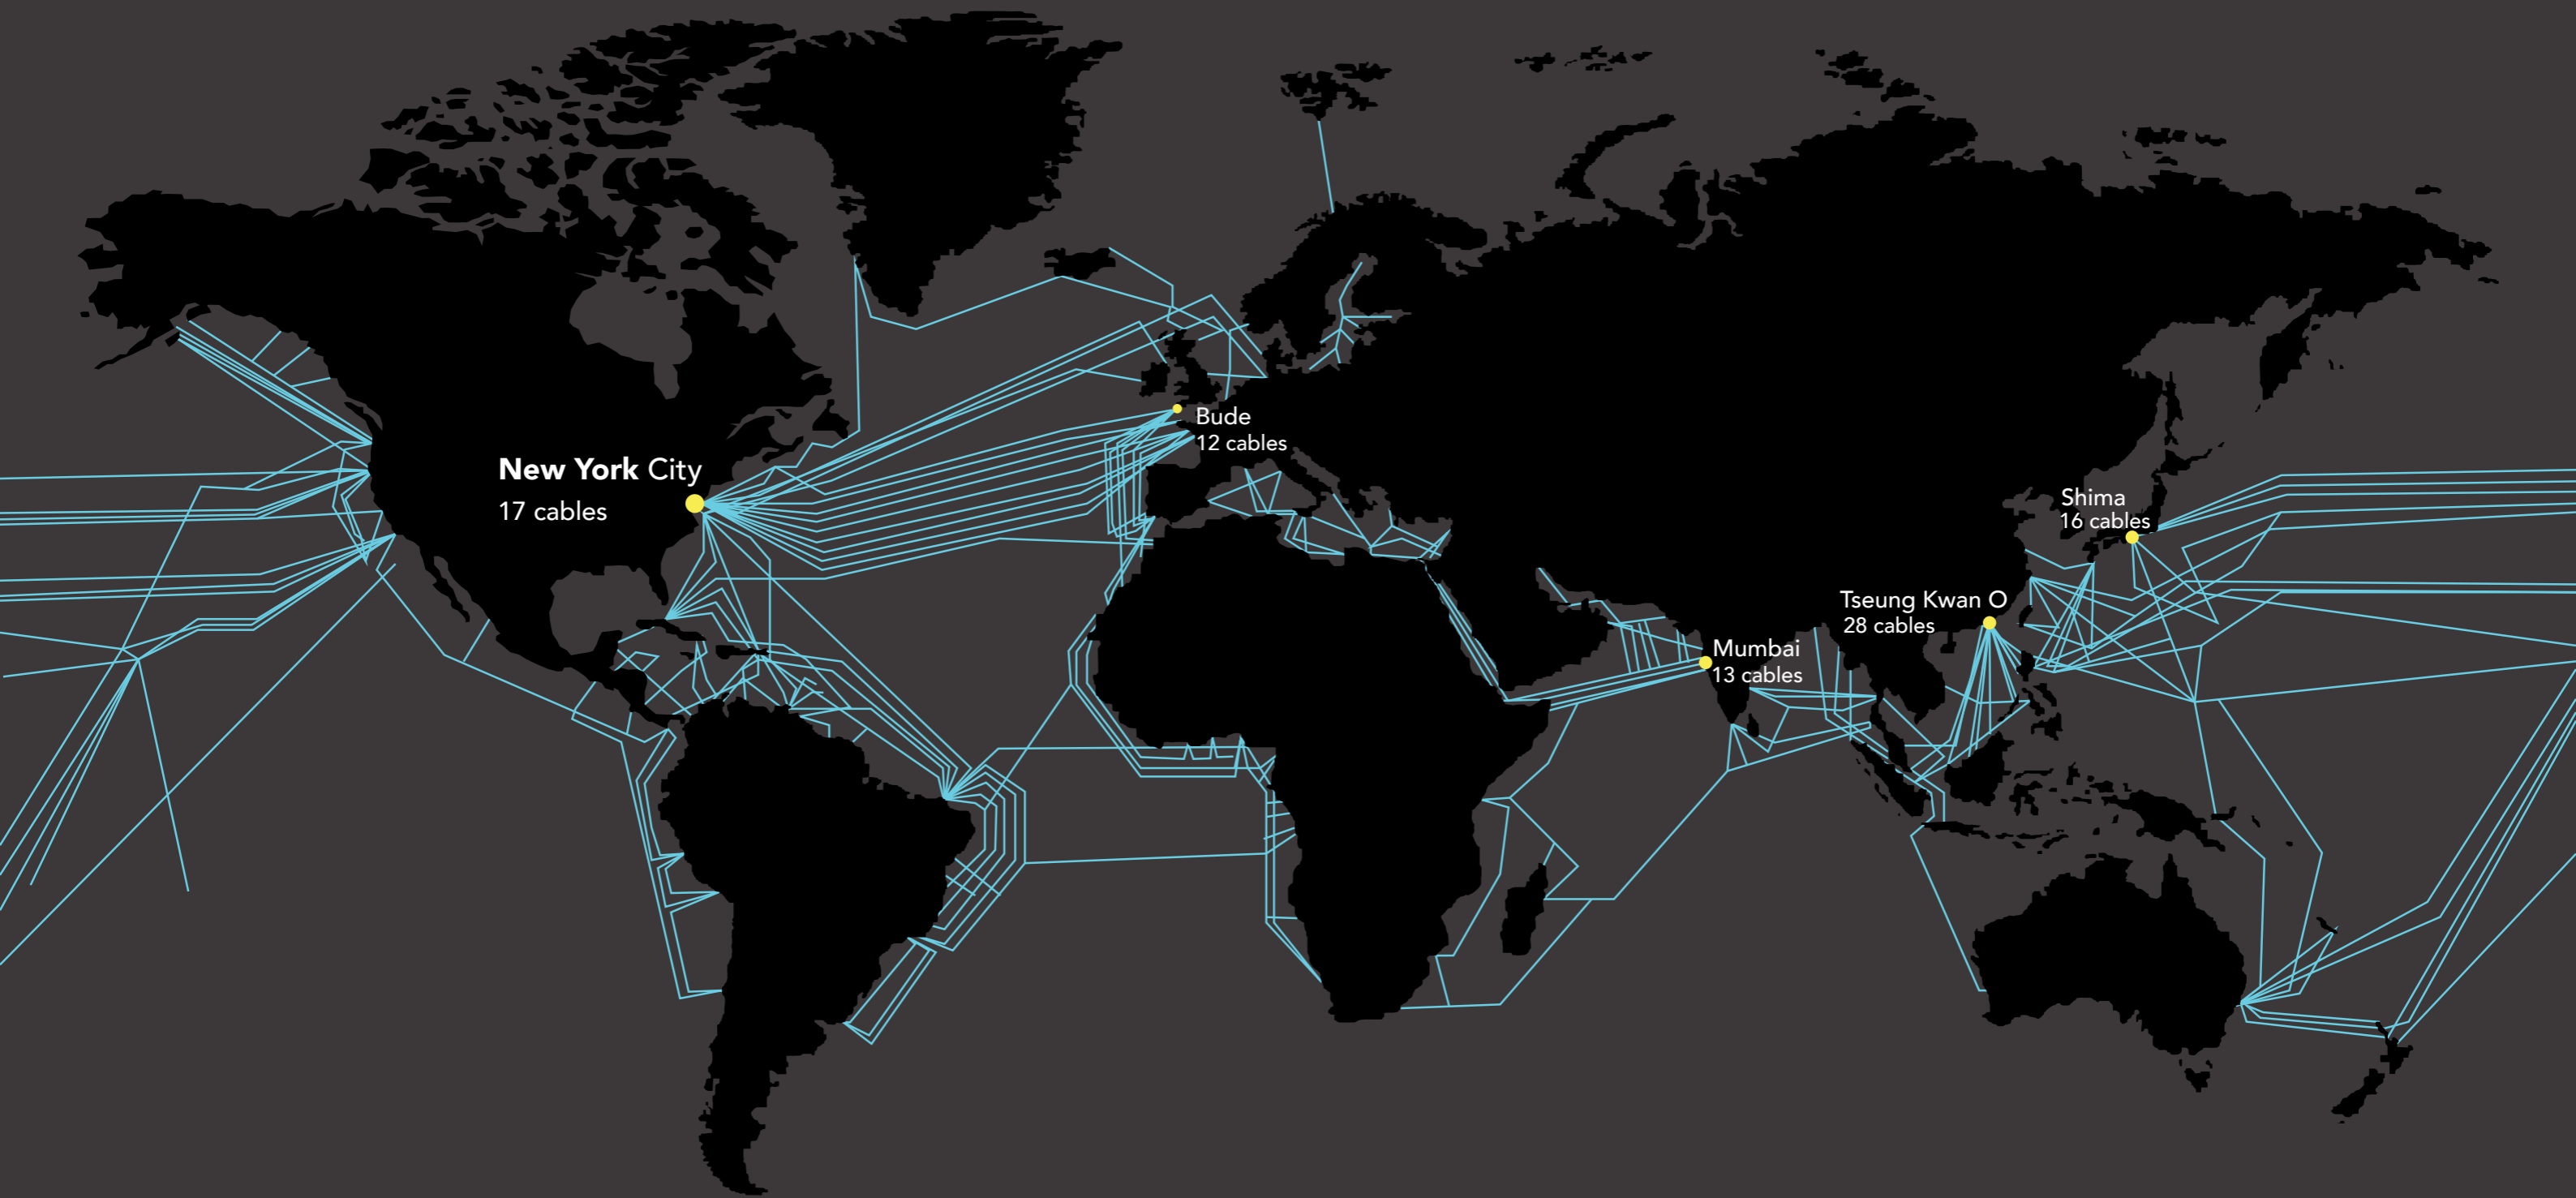 New York City
17 cables
Bude
12 cables
Shima
16 cables
Tseung Kwan O
28 cables
Mumbai
13 cables